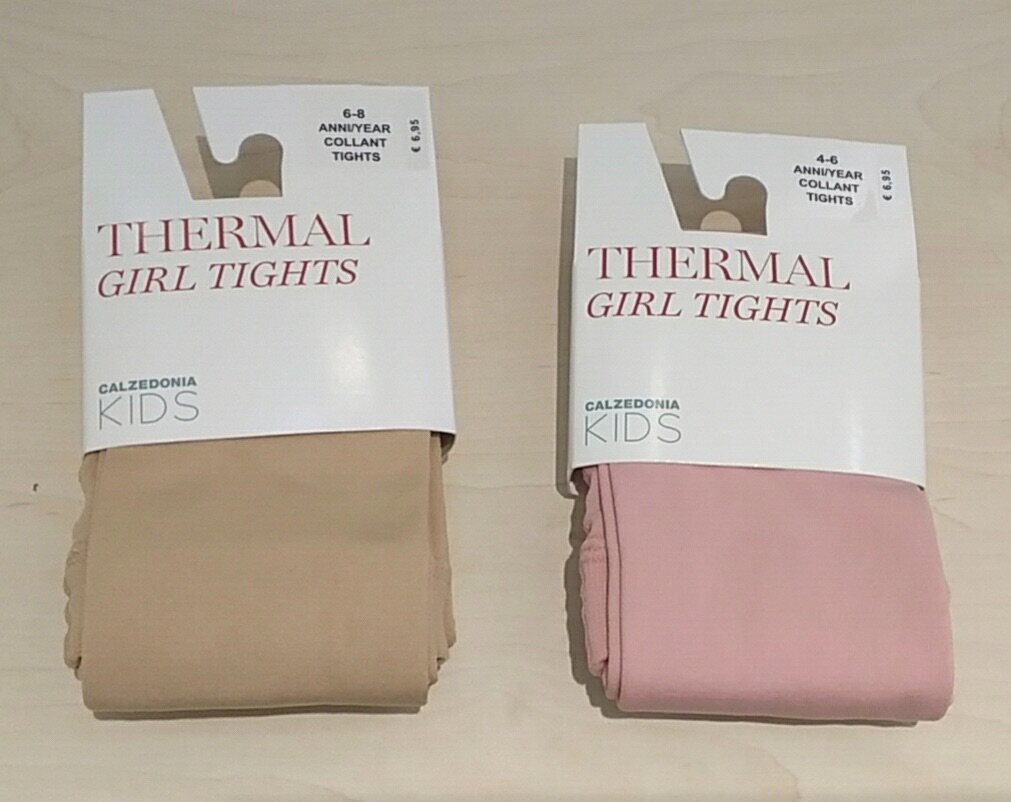 6-8
ANNI/YEAR
COLLANT
TIGHTS
€ 6,95
THERMAL
GIRL TIGHTS
CALZEDONIA
KIDS
4-6
ANNI/YEAR
COLLANT
TIGHTS
€ 6,95
THERMAL
GIRL TIGHTS
CALZEDONIA
KIDS